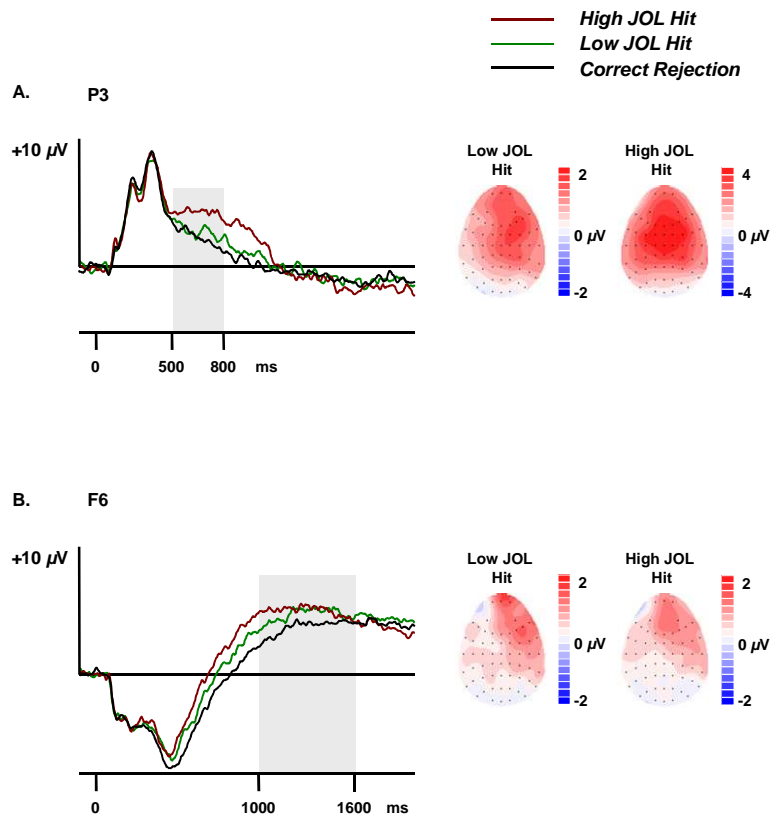 High JOL Hit
Low JOL Hit
Correct Rejection
A. P3
+10 µV
0 500 800 ms
Low JOL Hit
2
0 µV
-2
High JOL Hit
4
0 µV
-4
B. F6
+10 µV
0 1000 1600 ms
Low JOL Hit
2
0 µV
-2
High JOL Hit
2
0 µV
-2